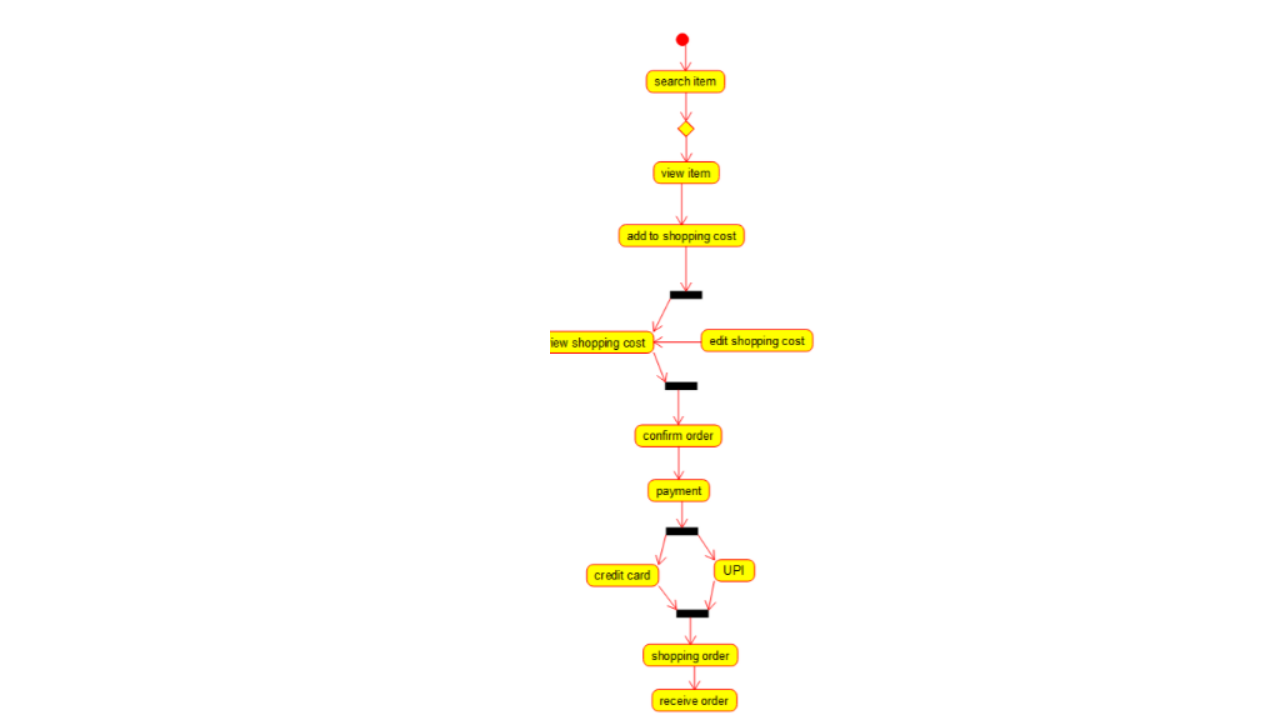 search item
view item
add to shopping cost
iew shopping cost
edit shopping cost
confirm order
payment
credit card
UPI
shopping order
receive order